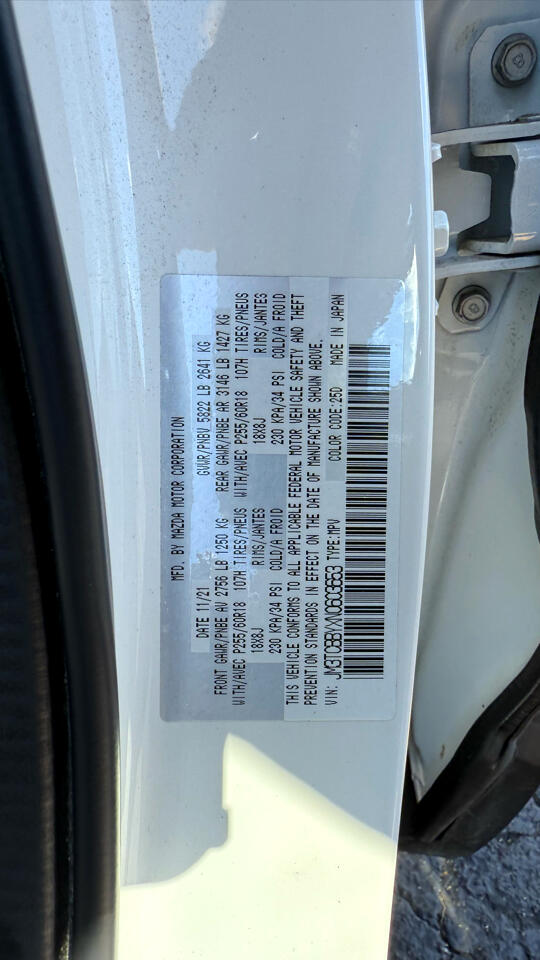 MFD. BY MAZDA MOTOR CORPORATION
DATE 11/21 GVWR/PNBV 5822 LB 2641 KG
FRONT GAWR/PNBE AV 2756 LB 1250 KG REAR GAWR/PNBE AR 3146 LB 1427 KG
WITH/AVEC P255/60R18 107H TIRES/PNEUS WITH/AVEC P255/60R18 107H TIRES/PNEUS
18X8J RIMS/JANTES 18X8J RIMS/JANTES
230 KPA/34 PSI COLD/A FROID 230 KPA/34 PSI COLD/A FROID
THIS VEHICLE CONFORMS TO ALL APPLICABLE FEDERAL MOTOR VEHICLE SAFETY AND THEFT
PREVENTION STANDARDS IN EFFECT ON THE DATE OF MANUFACTURE SHOWN ABOVE.
VIN: JM3TCBBYXN0603653 TYPE:MPV COLOR CODE:25D MADE IN JAPAN